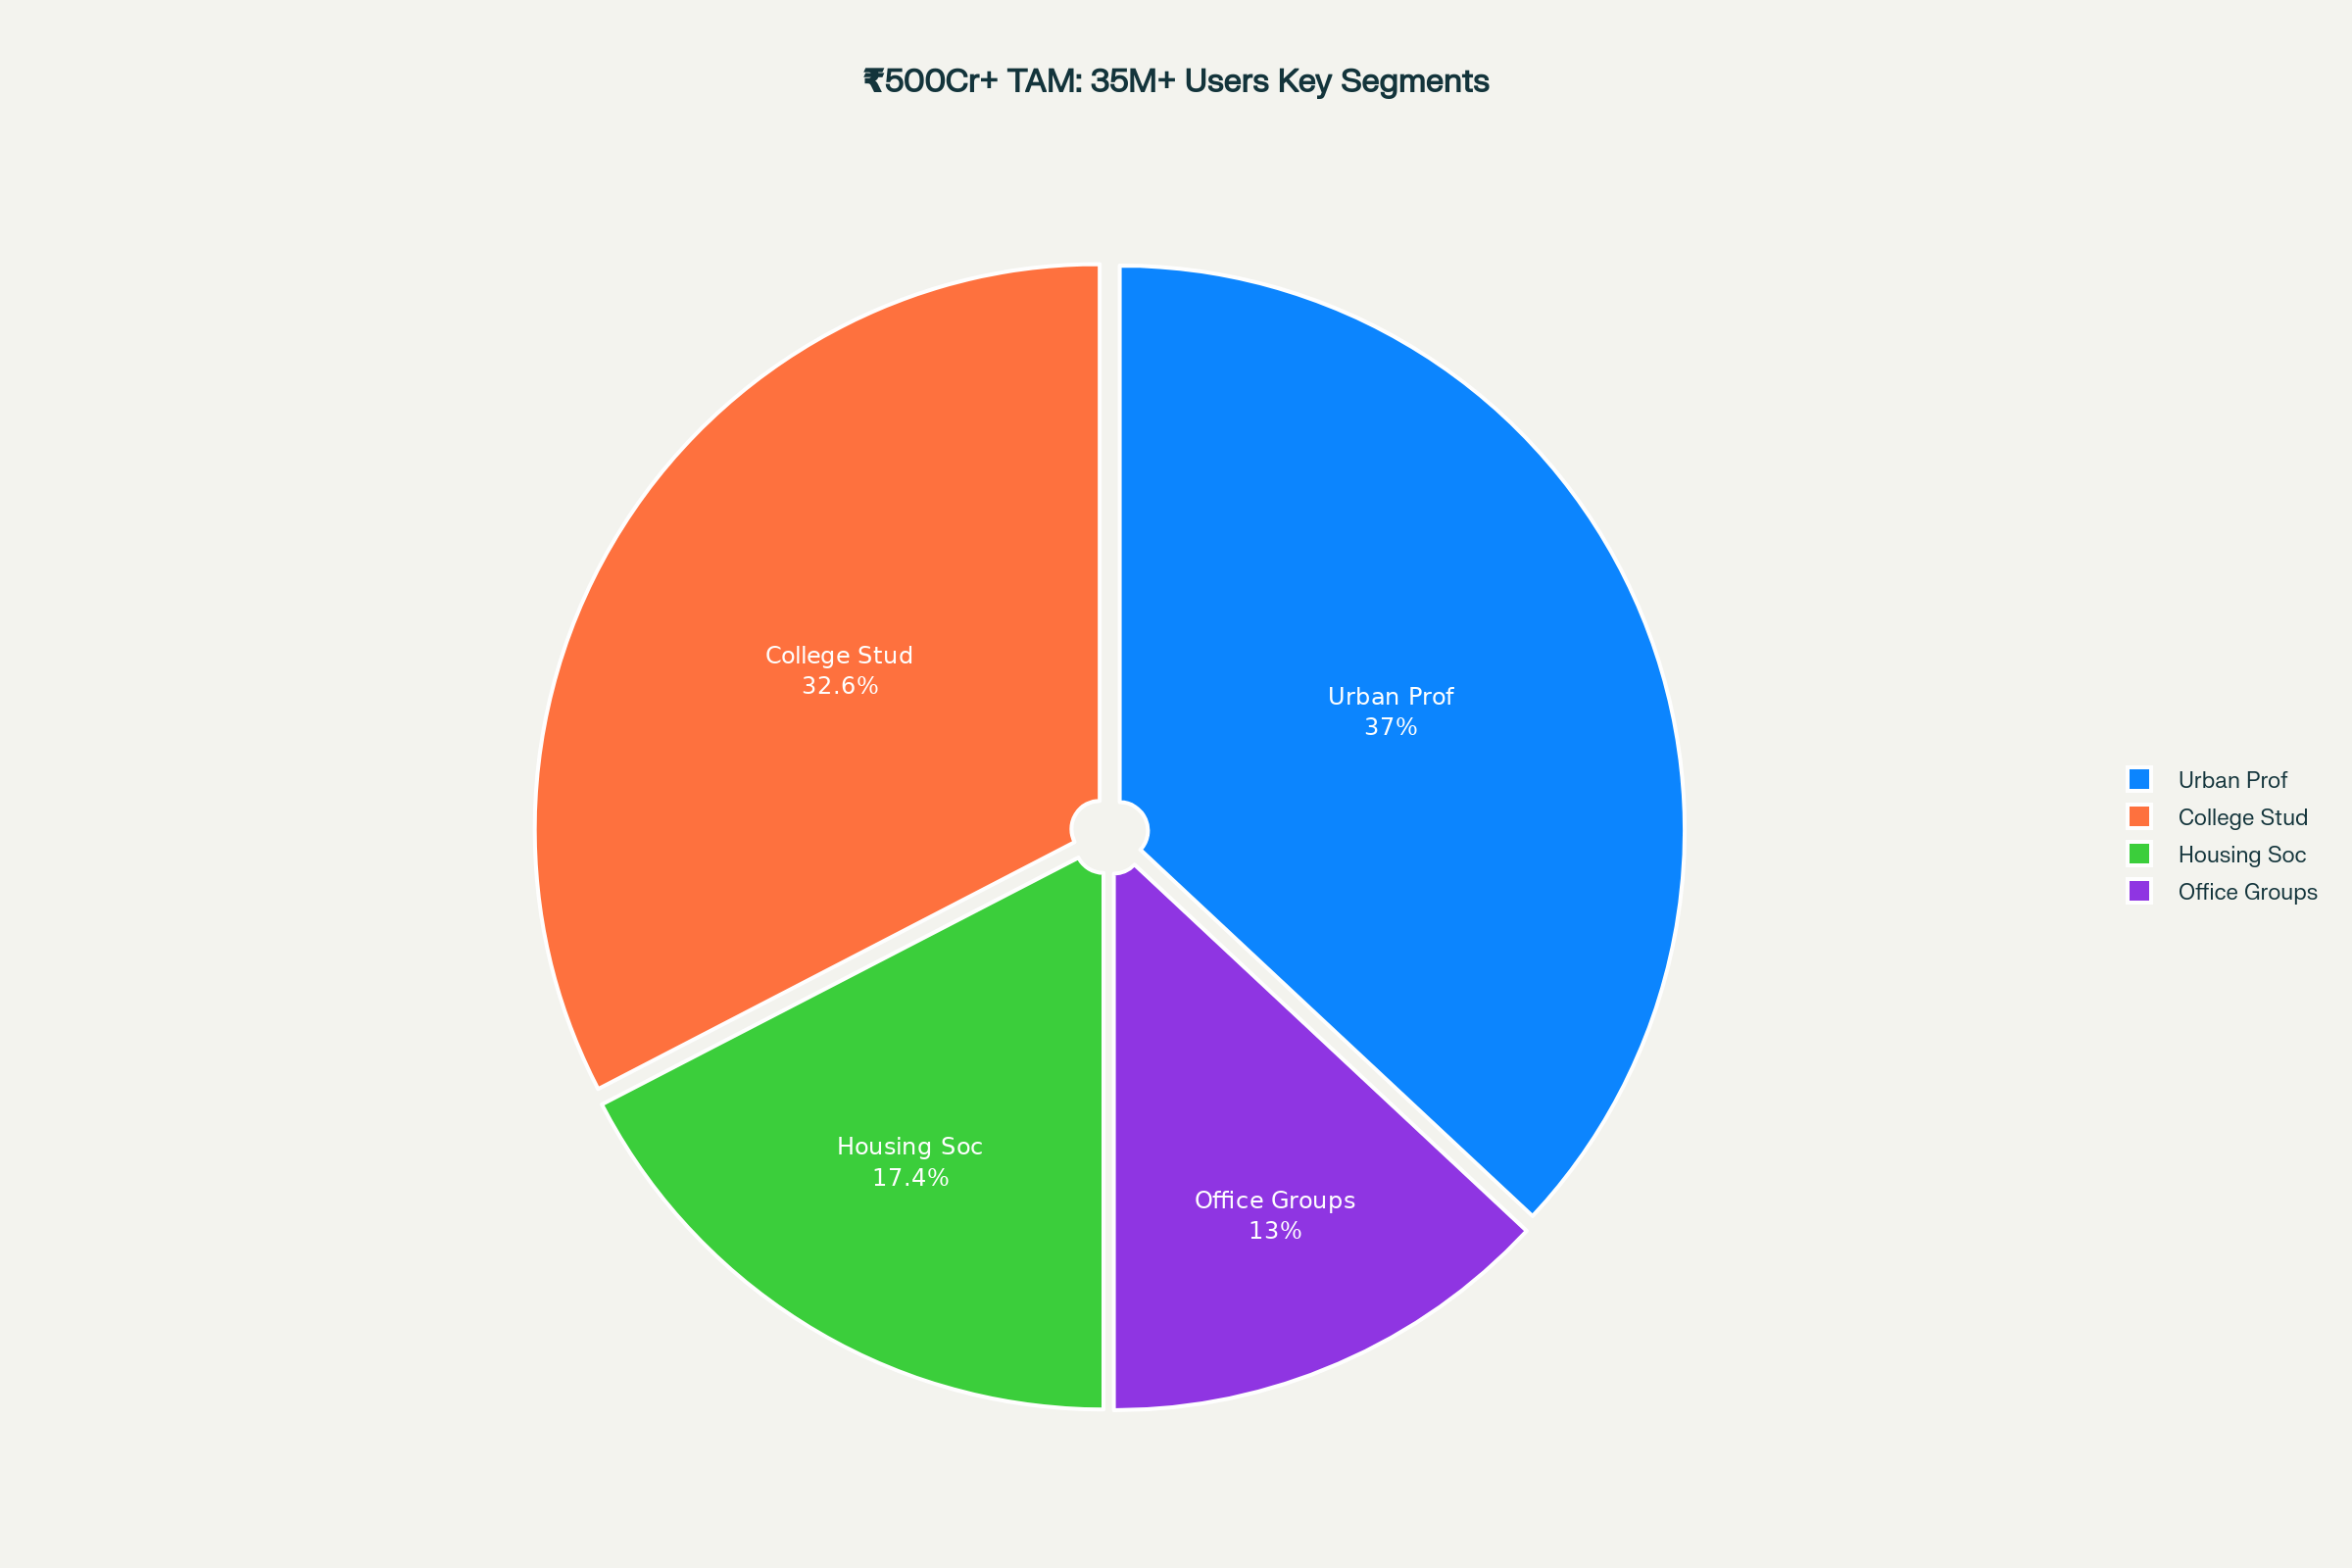 ₹500Cr+ TAM: 35M+ Users Key Segments
College Stud
32.6%
Urban Prof
37%
Housing Soc
17.4%
Office Groups
13%
Urban Prof
College Stud
Housing Soc
Office Groups